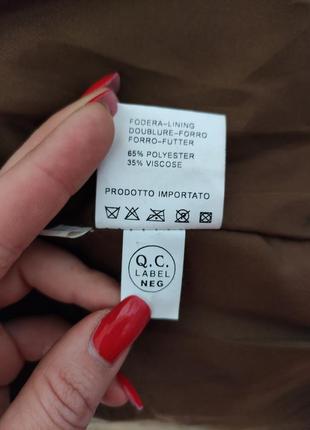 FODERA-LINING
DOUBLURE-FORRO
FORRO-FUTTER
65% POLYESTER
35% VISCOSE
PRODOTTO IMPORTATO
Q.C.
LABEL
NEG